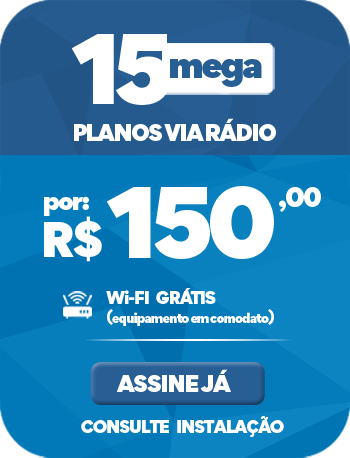 15 mega
PLANOS VIA RÁDIO
por:
R$ 150,00
Wi-FI GRÁTIS
(equipamento em comodato)
ASSINE JÁ
CONSULTE INSTALAÇÃO